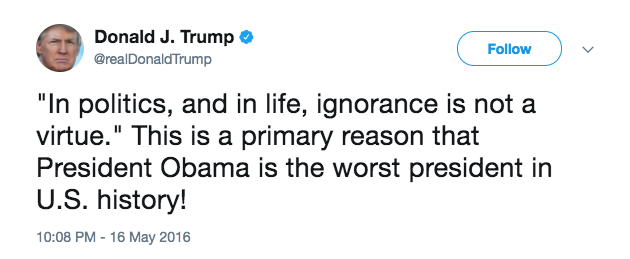 Donald J. Trump
@realDonaldTrump
Follow
"In politics, and in life, ignorance is not a
virtue." This is a primary reason that
President Obama is the worst president in
U.S. history!
10:08 PM - 16 May 2016